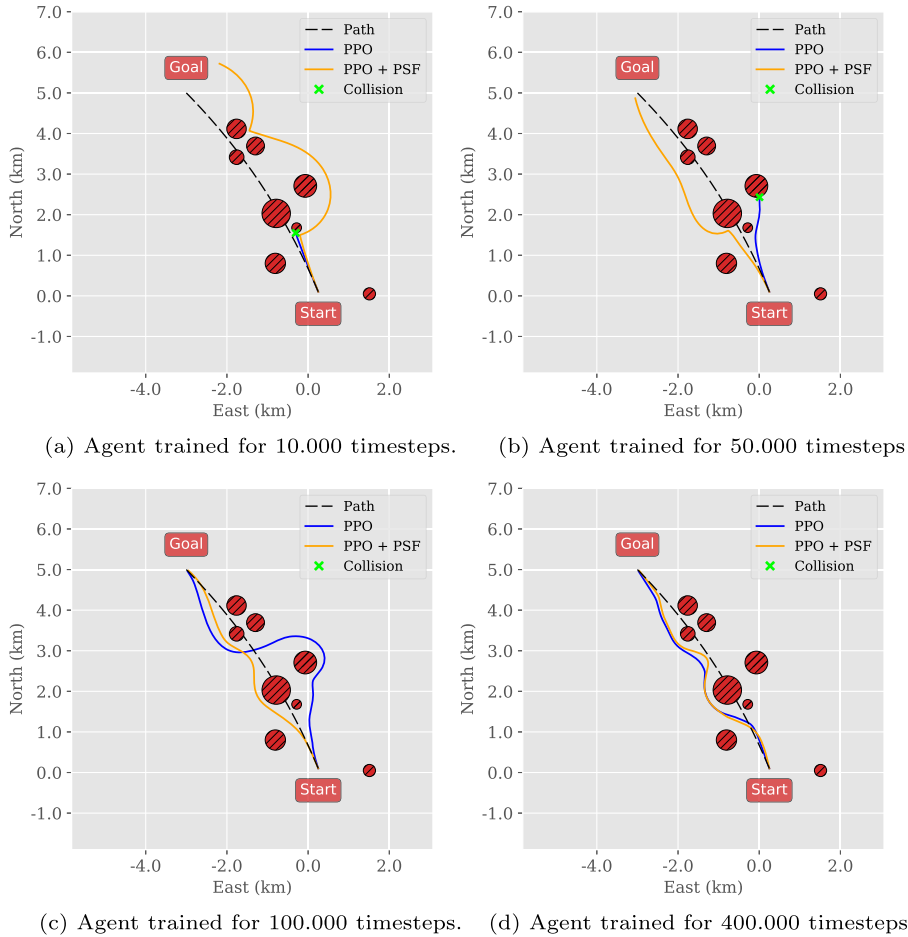 7.0
6.0
5.0
4.0
3.0
2.0
1.0
0.0
-1.0
North (km)
-4.0 -2.0 0.0 2.0
East (km)
Path
PPO
PPO + PSF
Collision
Goal
Start
(a) Agent trained for 10.000 timesteps.
7.0
6.0
5.0
4.0
3.0
2.0
1.0
0.0
-1.0
North (km)
-4.0 -2.0 0.0 2.0
East (km)
Path
PPO
PPO + PSF
Collision
Goal
Start
(b) Agent trained for 50.000 timesteps
7.0
6.0
5.0
4.0
3.0
2.0
1.0
0.0
-1.0
North (km)
-4.0 -2.0 0.0 2.0
East (km)
Path
PPO
PPO + PSF
Collision
Goal
Start
(c) Agent trained for 100.000 timesteps.
7.0
6.0
5.0
4.0
3.0
2.0
1.0
0.0
-1.0
North (km)
-4.0 -2.0 0.0 2.0
East (km)
Path
PPO
PPO + PSF
Collision
Goal
Start
(d) Agent trained for 400.000 timesteps